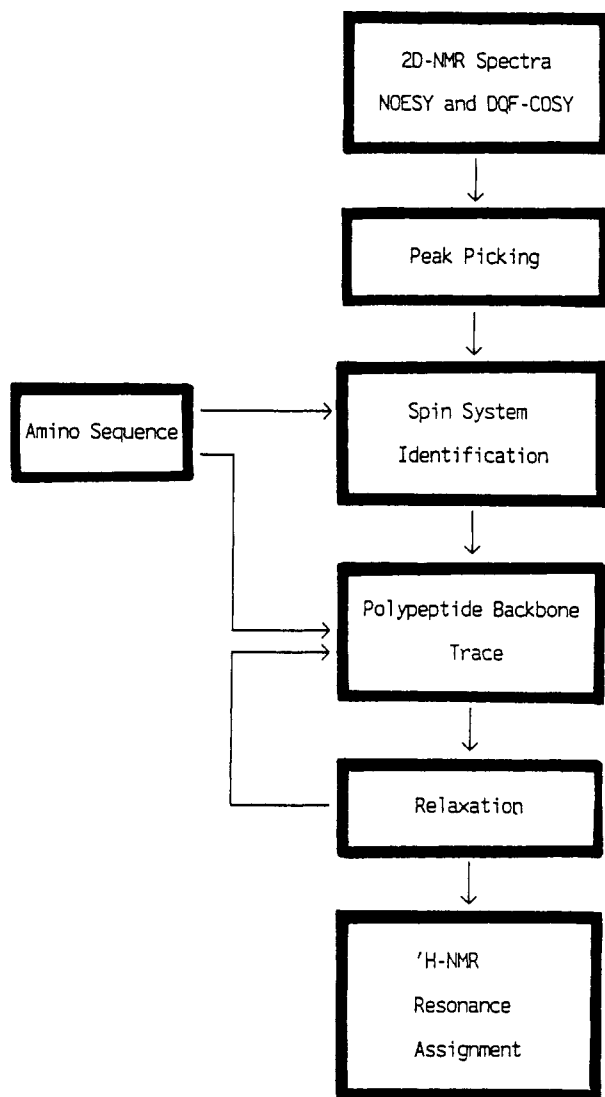 2D-NMR Spectra
NOESY and DQF-COSY
Peak Picking
Amino Sequence
Spin System
Identification
Polypeptide Backbone
Trace
Relaxation
'H-NMR
Resonance
Assignment